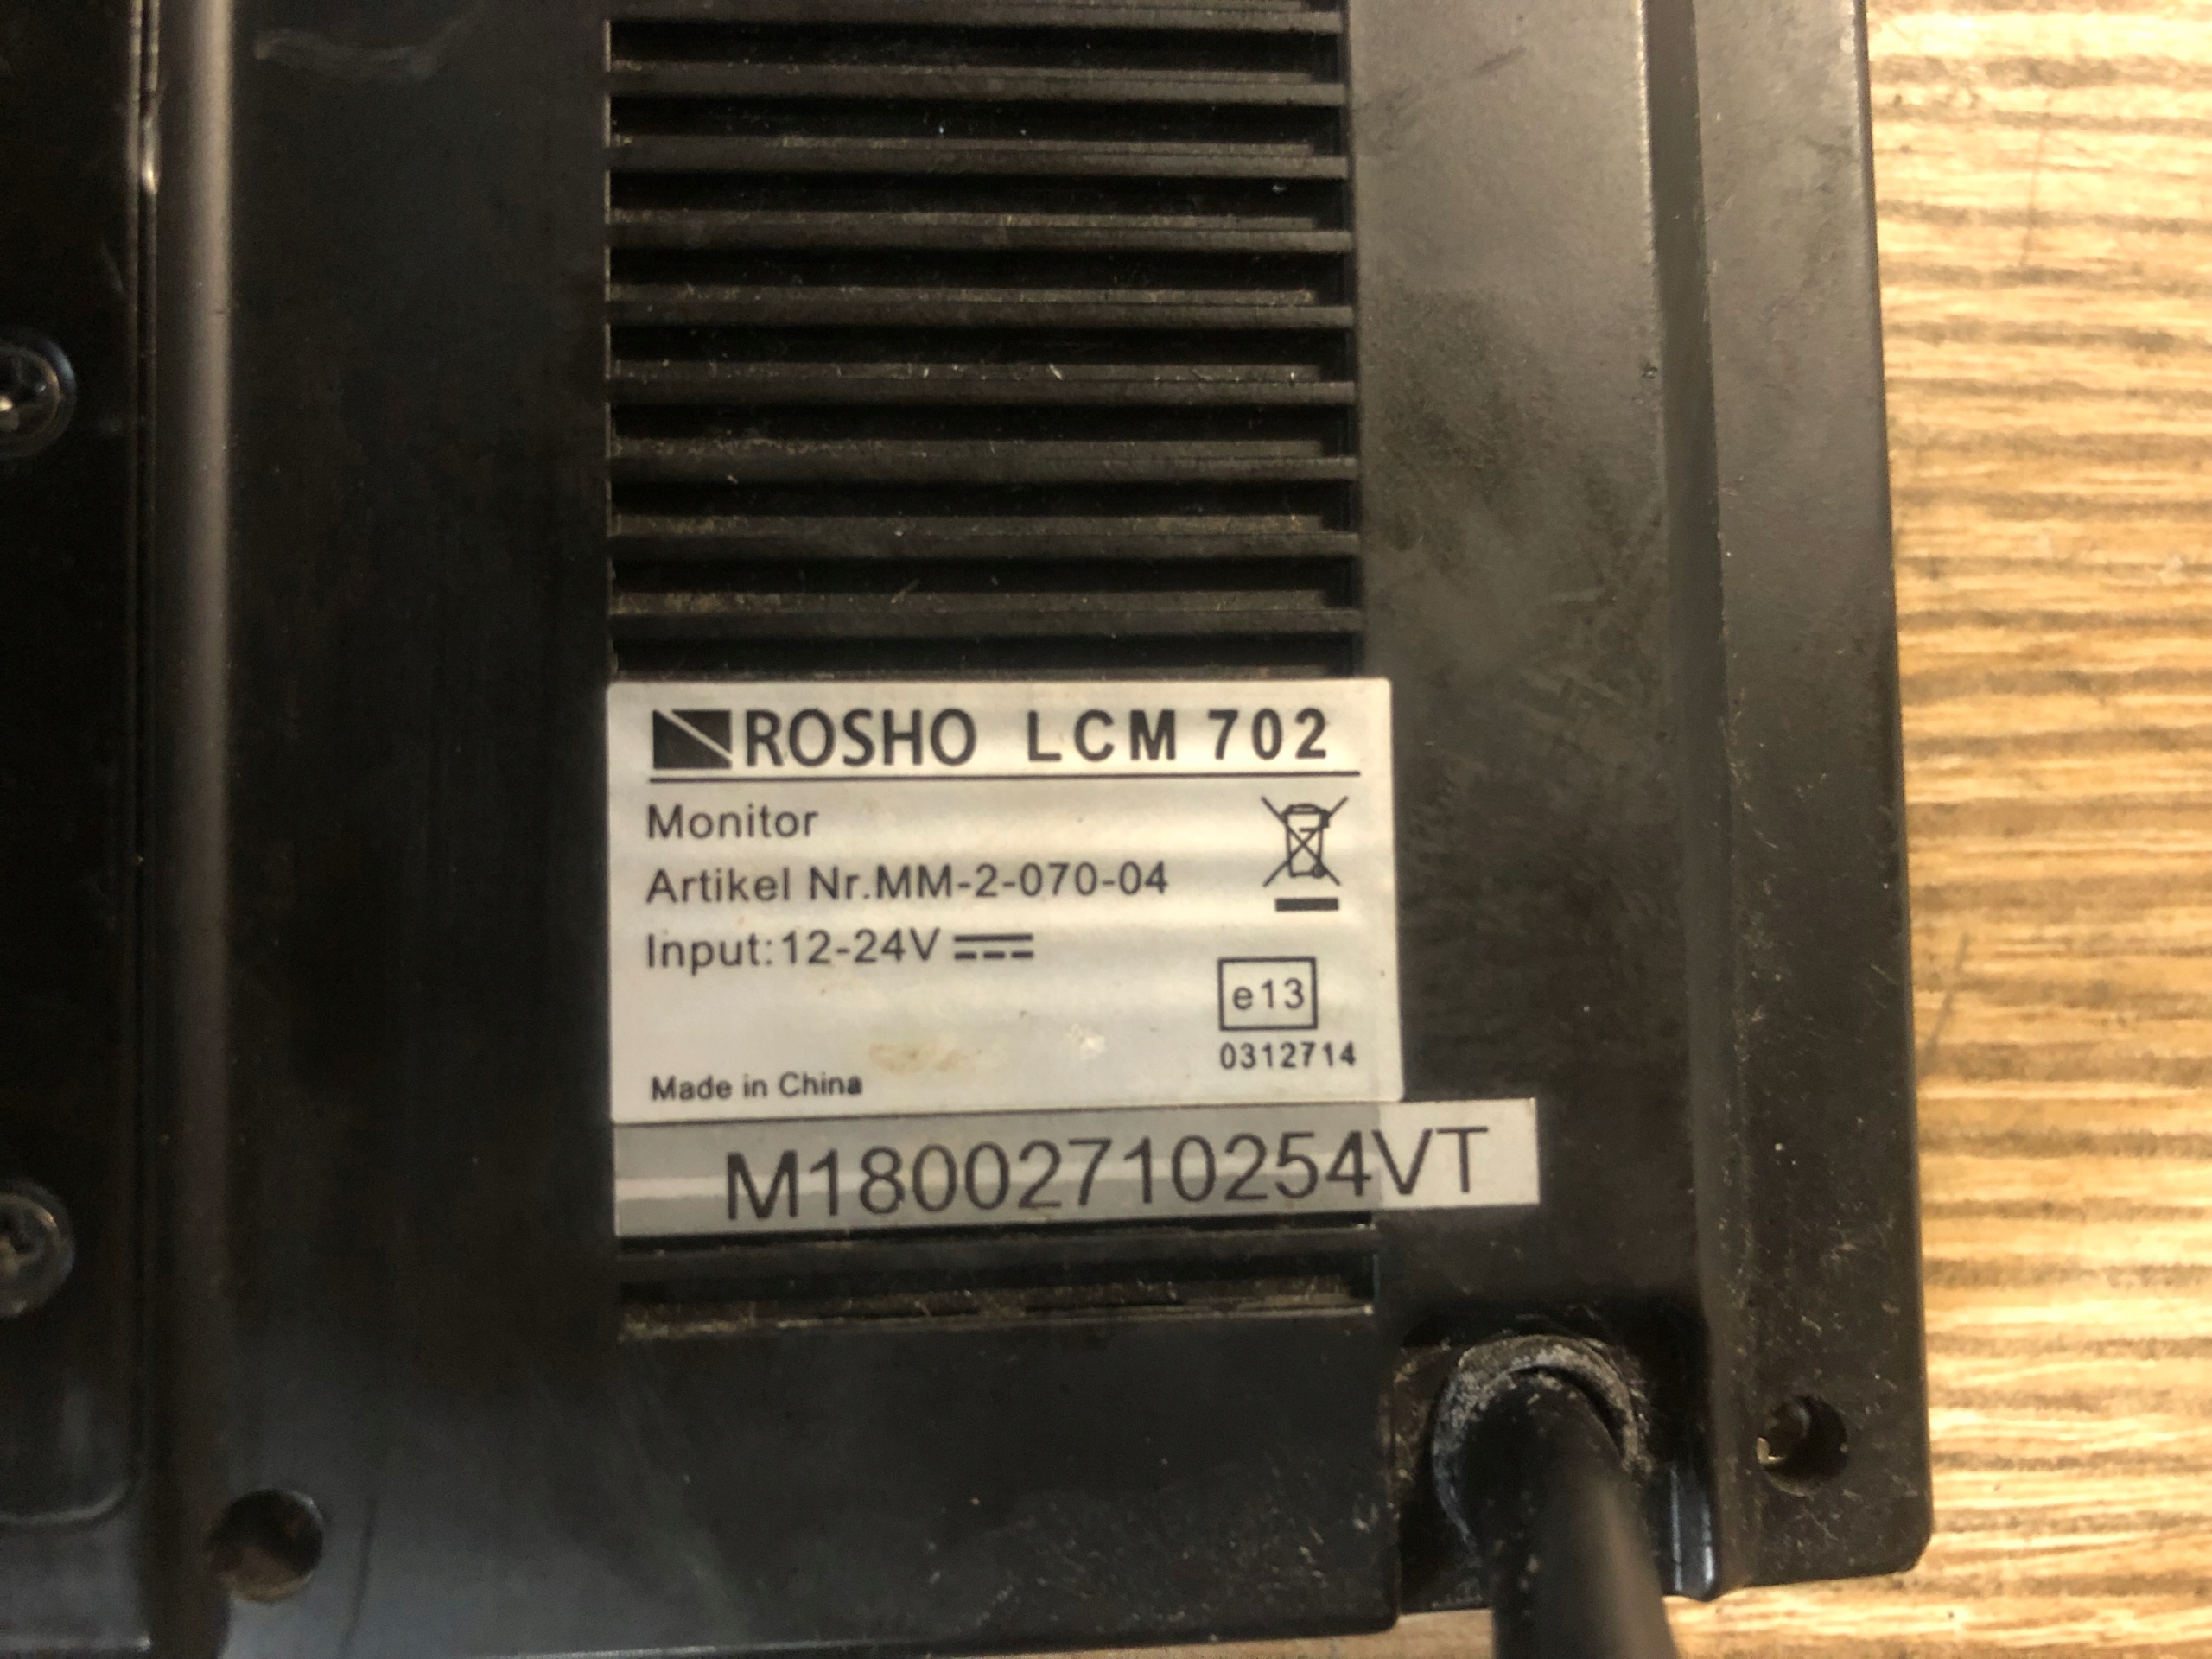 ROSHO LCM 702
Monitor
Artikel Nr.MM-2-070-04
Input:12-24V
e13
0312714
Made in China
M18002710254VT